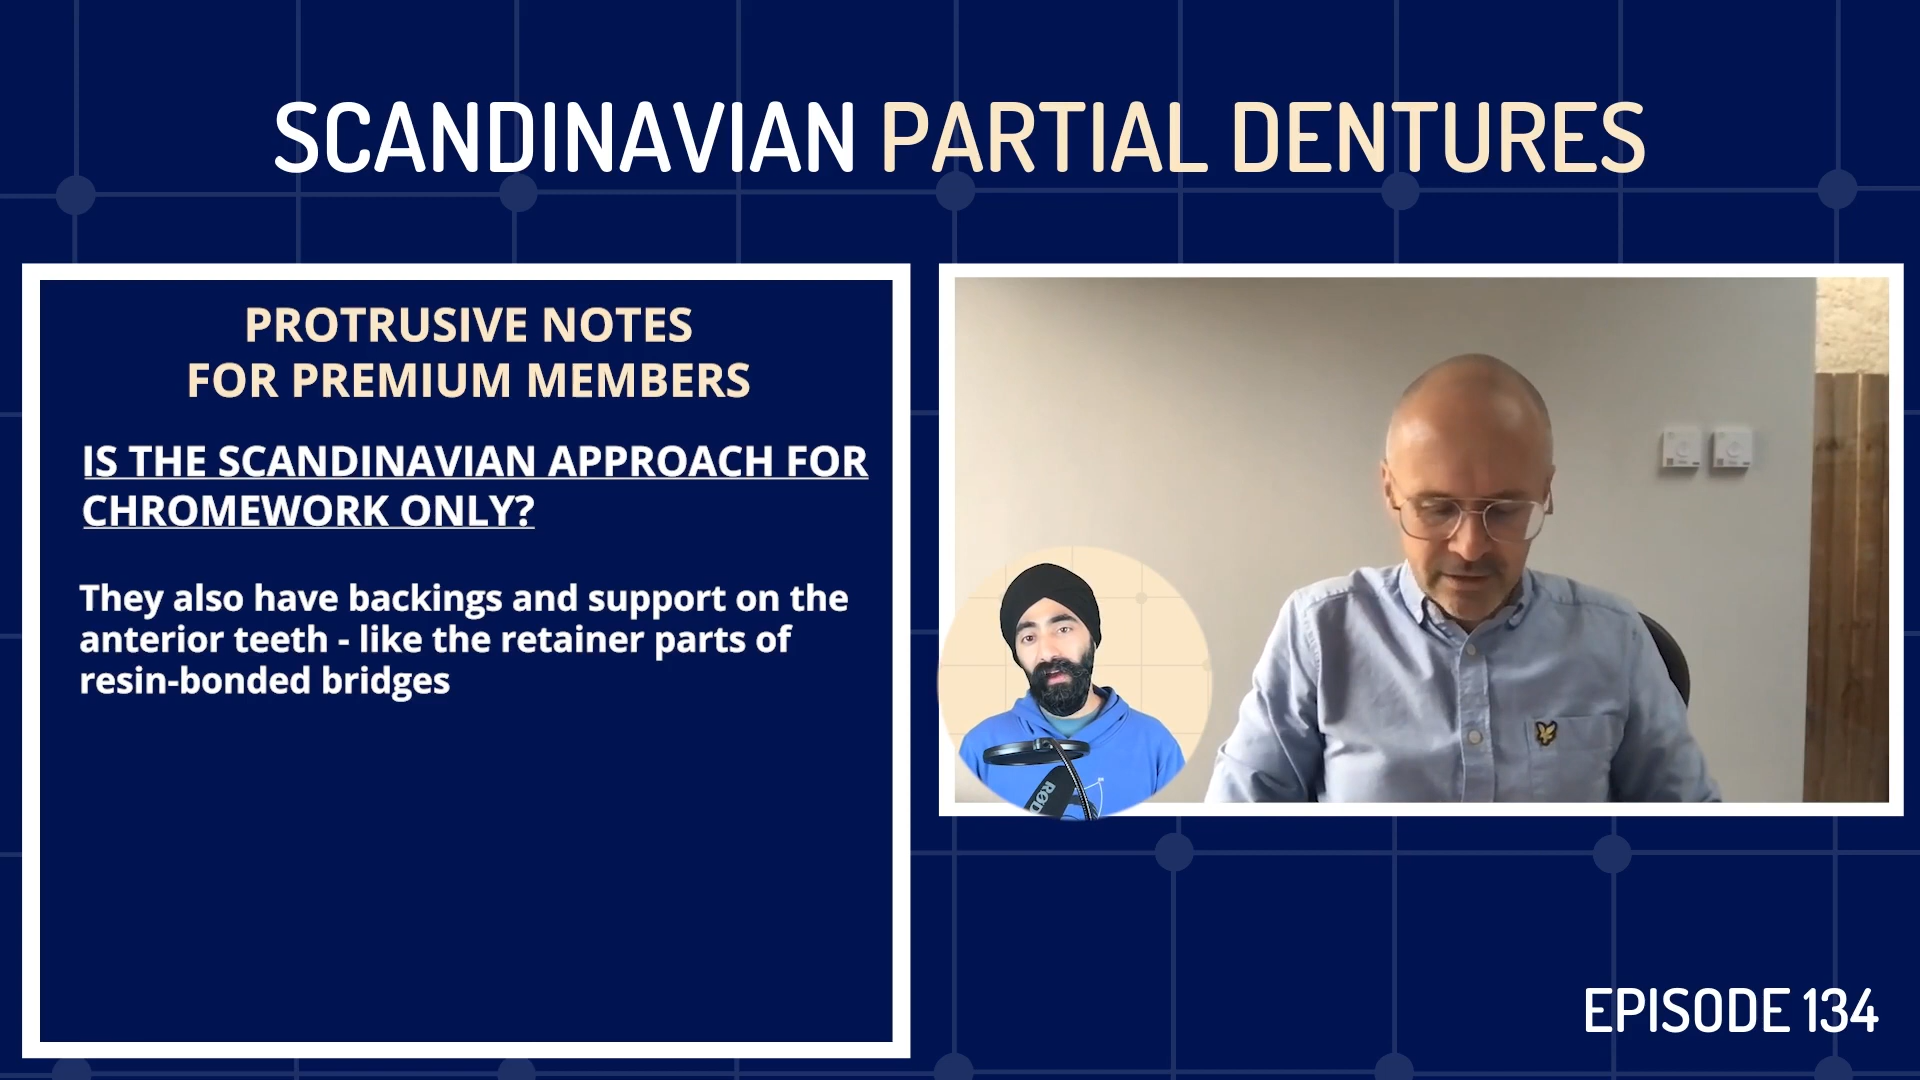 SCANDINAVIAN PARTIAL DENTURES
PROTRUSIVE NOTES
FOR PREMIUM MEMBERS
IS THE SCANDINAVIAN APPROACH FOR
CHROMEWORK ONLY?
They also have backings and support on the
anterior teeth - like the retainer parts of
resin-bonded bridges
RØDE
EPISODE 134